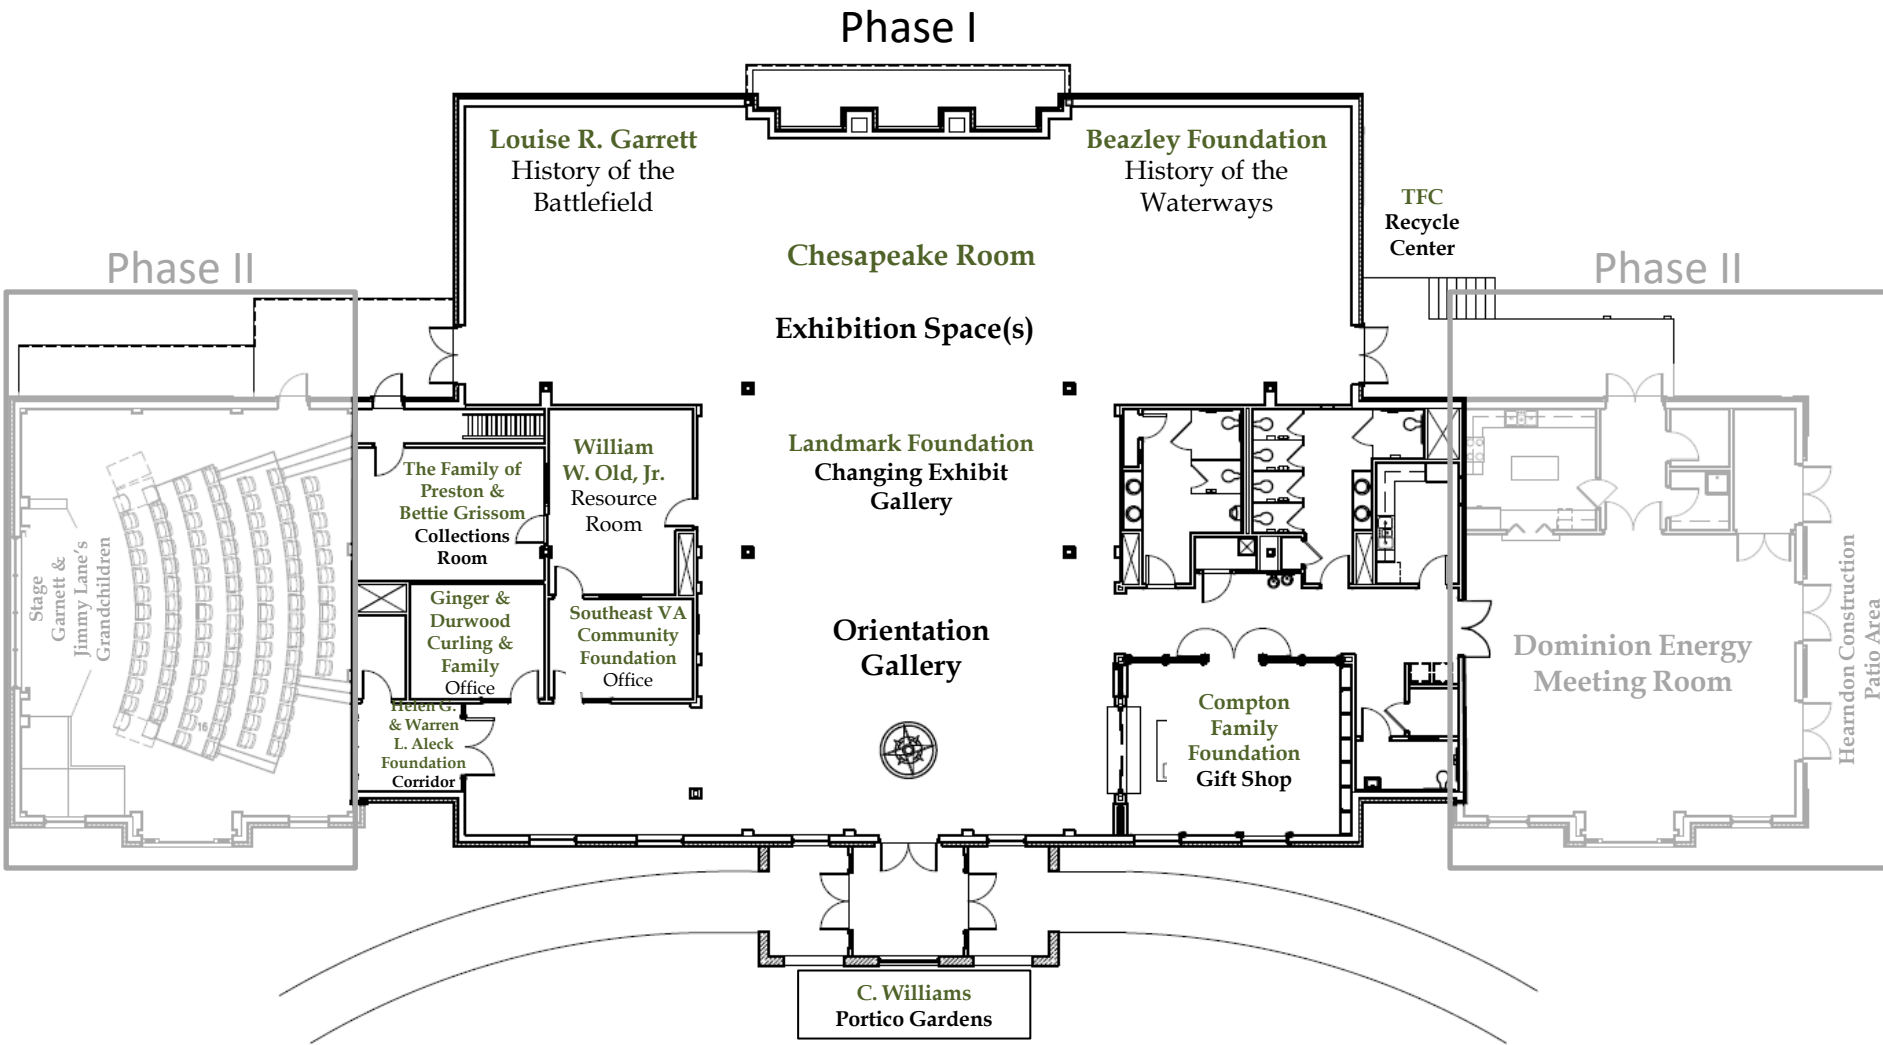 Phase I
Louise R. Garrett
History of the
Battlefield
Beazley Foundation
History of the
Waterways
TFC
Recycle
Center
Chesapeake Room
Exhibition Space(s)
Phase II
Phase II
Landmark Foundation
Changing Exhibit
Gallery
William
W. Old, Jr.
Resource
Room
The Family of
Preston &
Bettie Grissom
Collections
Room
Stage
Garnett &
Jimmy Lane's
Grandchildren
16
Ginger &
Durwood
Curling &
Family
Office
Southeast VA
Community
Foundation
Office
Orientation
Gallery
Helen G.
& Warren
L. Aleck
Foundation
Corridor
Compton
Family
Foundation
Gift Shop
Dominion Energy
Meeting Room
Hearndon Construction
Patio Area
C. Williams
Portico Gardens